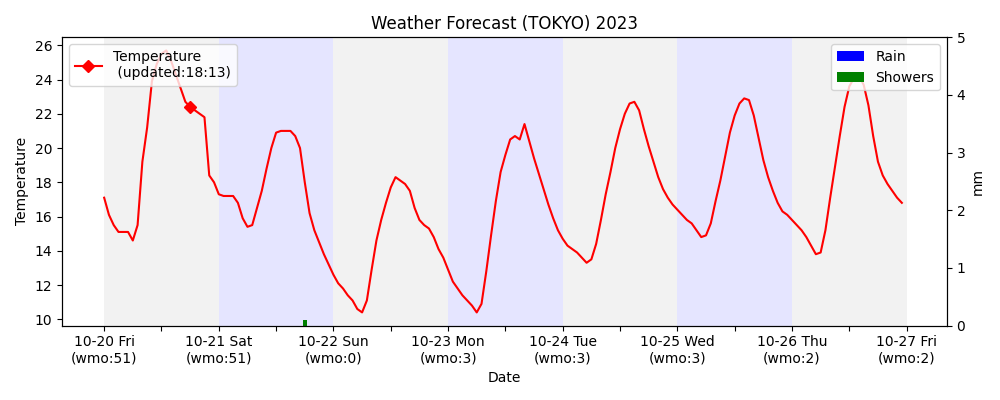 Weather Forecast (TOKYO) 2023
Temperature
(updated:18:13)
Rain
Showers
26
24
22
20
18
16
14
12
10
Temperature
5
4
3
2
1
0
mm
10-20 Fri
(wmo:51)
10-21 Sat
(wmo:51)
10-22 Sun
(wmo:0)
10-23 Mon
(wmo:3)
10-24 Tue
(wmo:3)
10-25 Wed
(wmo:3)
10-26 Thu
(wmo:2)
10-27 Fri
(wmo:2)
Date